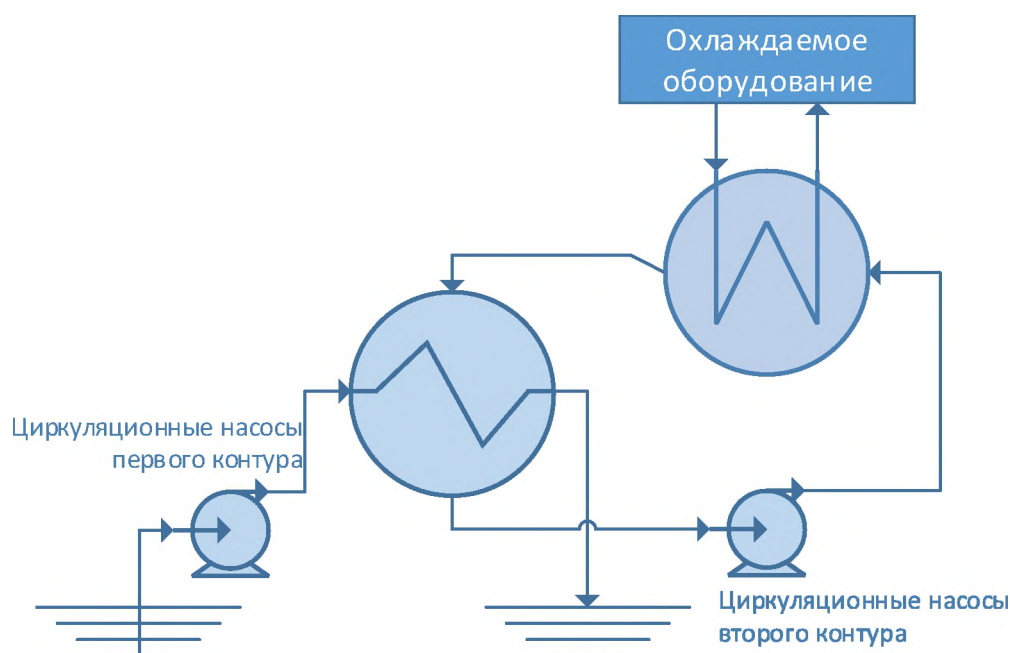 Охлаждаемое
оборудование
Циркуляционные насосы
первого контура
Циркуляционные насосы
второго контура